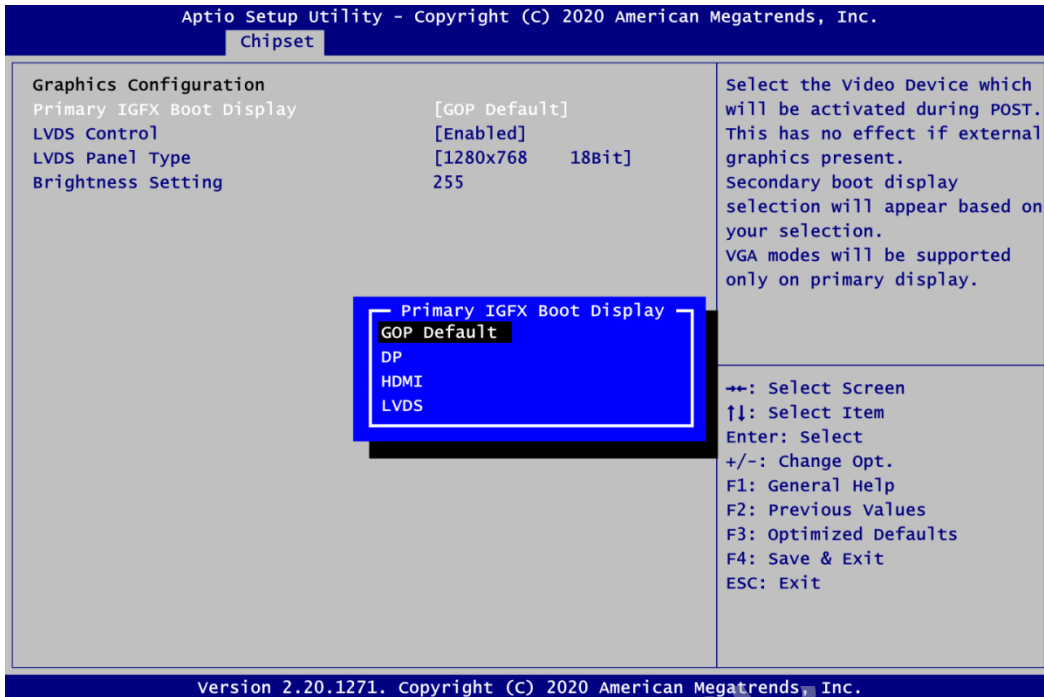 Aptio Setup Utility - Copyright (C) 2020 American Megatrends, Inc.
Chipset
Graphics Configuration
Primary IGFX Boot Display [GOP Default]
LVDS Control [Enabled]
LVDS Panel Type [1280x768 18Bit]
Brightness Setting 255
Select the Video Device which
will be activated during POST.
This has no effect if external
graphics present.
Secondary boot display
selection will appear based on
your selection.
VGA modes will be supported
only on primary display.
Primary IGFX Boot Display
GOP Default
DP
HDMI
LVDS
→←: Select Screen
↑↓: Select Item
Enter: Select
+/-: Change Opt.
F1: General Help
F2: Previous Values
F3: Optimized Defaults
F4: Save & Exit
ESC: Exit
Version 2.20.1271. Copyright (C) 2020 American Megatrends, Inc.